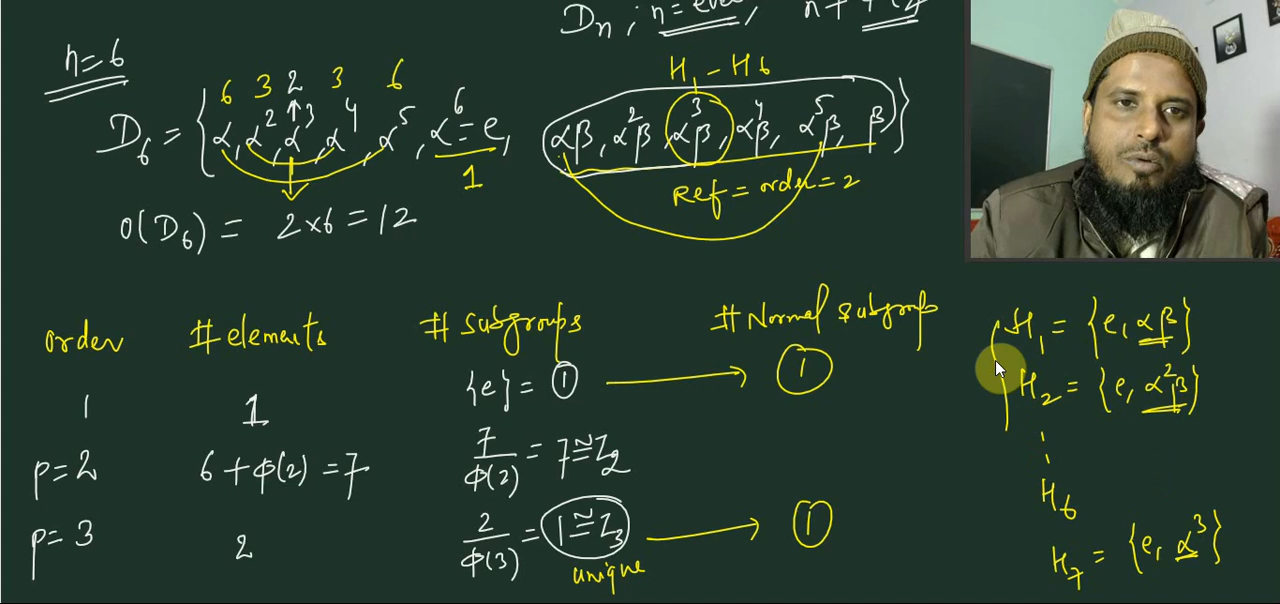 Dn ; n = even,
n = 6
H₁ – H6
6 3 2 3 6
D₆ = { α, α², α³, α⁴, α⁵, α⁶ = e, αβ, α²β, α³β, α⁴β, α⁵β, β }
1
Ref = order = 2
O(D₆) = 2×6 = 12
order # elements # subgroups # Normal subgroup
1 1 {e} = 1 → 1
p = 2 6 + φ(2) = 7 7/φ(2) = 7 ≅ Z₂
p = 3 2 2/φ(3) = 1 ≅ Z₃ → 1
unique
H₁ = {e, αβ}
H₂ = {e, α²β}
H₆
H₇ = {e, α³}